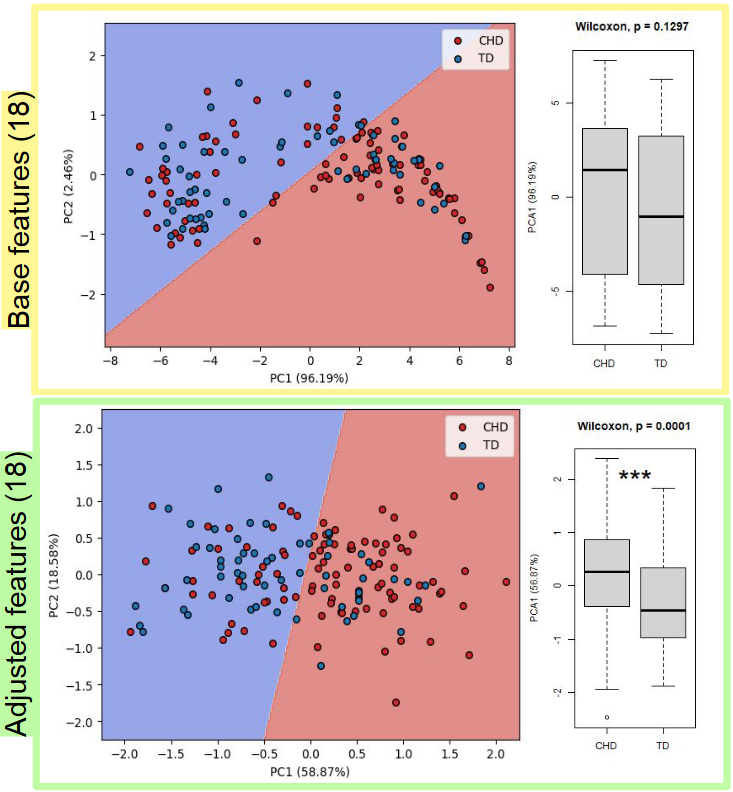 Base features (18)
2
1
0
−1
−2
PC2 (2.46%)
−8
−6
−4
−2
0
2
4
6
8
PC1 (96.19%)
CHD
TD
Wilcoxon, p = 0.1297
5
0
-5
PCA1 (96.19%)
CHD
TD
Adjusted features (18)
2.0
1.5
1.0
0.5
0.0
−0.5
−1.0
−1.5
−2.0
PC2 (18.58%)
−2.0
−1.5
−1.0
−0.5
0.0
0.5
1.0
1.5
2.0
PC1 (58.87%)
CHD
TD
Wilcoxon, p = 0.0001
***
2
1
0
-1
-2
PCA1 (56.87%)
CHD
TD